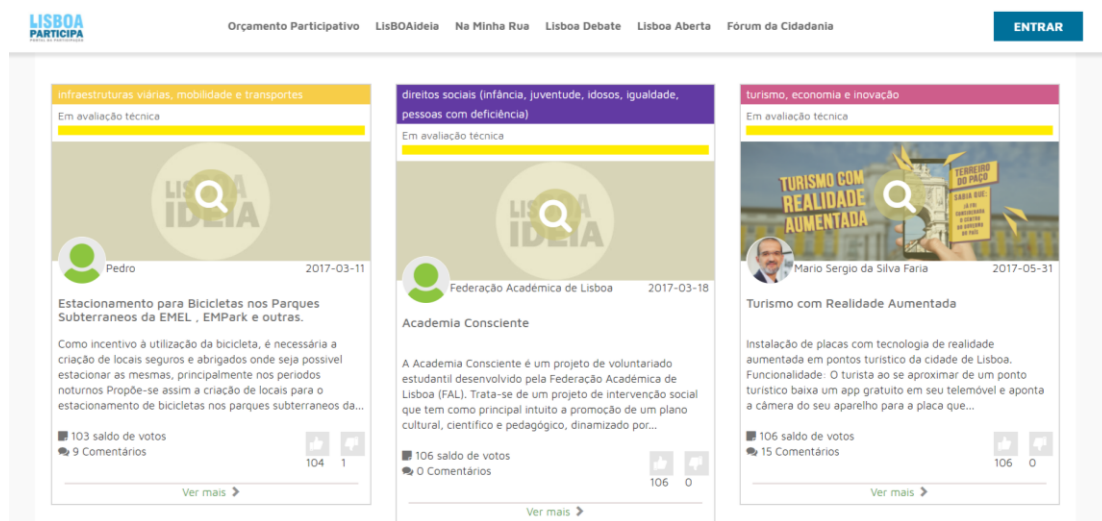 LISBOA
PARTICIPA
Orçamento Participativo LisBOAideia Na Minha Rua Lisboa Debate Lisboa Aberta Fórum da Cidadania
ENTRAR
infraestruturas viárias, mobilidade e transportes
Em avaliação técnica
LISBOA
IDEIA
Pedro 2017-03-11
Estacionamento para Bicicletas nos Parques
Subterraneos da EMEL , EMPark e outras.
Como incentivo à utilização da bicicleta, é necessária a
criação de locais seguros e abrigados onde seja possivel
estacionar as mesmas, principalmente nos periodos
noturnos Propõe-se assim a criação de locais para o
estacionamento de bicicletas nos parques subterraneos da...
103 saldo de votos
9 Comentários
104 1
Ver mais
direitos sociais (infância, juventude, idosos, igualdade,
pessoas com deficiência)
Em avaliação técnica
LISBOA
IDEIA
Federação Académica de Lisboa 2017-03-18
Academia Consciente
A Academia Consciente é um projeto de voluntariado
estudantil desenvolvido pela Federação Académica de
Lisboa (FAL). Trata-se de um projeto de intervenção social
que tem como principal intuito a promoção de um plano
cultural, científico e pedagógico, dinamizado por...
106 saldo de votos
0 Comentários
106 0
Ver mais
turismo, economia e inovação
Em avaliação técnica
TURISMO COM
REALIDADE
AUMENTADA
TERREIRO
DO PAÇO
SABIA QUE:
Mario Sergio da Silva Faria 2017-05-31
Turismo com Realidade Aumentada
Instalação de placas com tecnologia de realidade
aumentada em pontos turístico da cidade de Lisboa.
Funcionalidade: O turista ao se aproximar de um ponto
turístico baixa um app gratuito em seu telemóvel e aponta
a câmera do seu aparelho para a placa que...
106 saldo de votos
15 Comentários
106 0
Ver mais